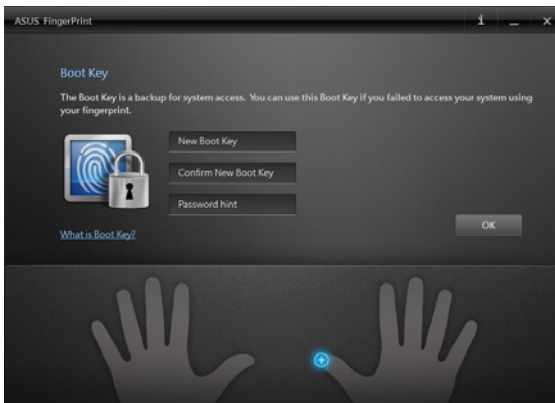 ASUS FingerPrint
Boot Key
The Boot Key is a backup for system access. You can use this Boot Key if you failed to access your system using
your fingerprint.
New Boot Key
Confirm New Boot Key
Password hint
OK
What is Boot Key?